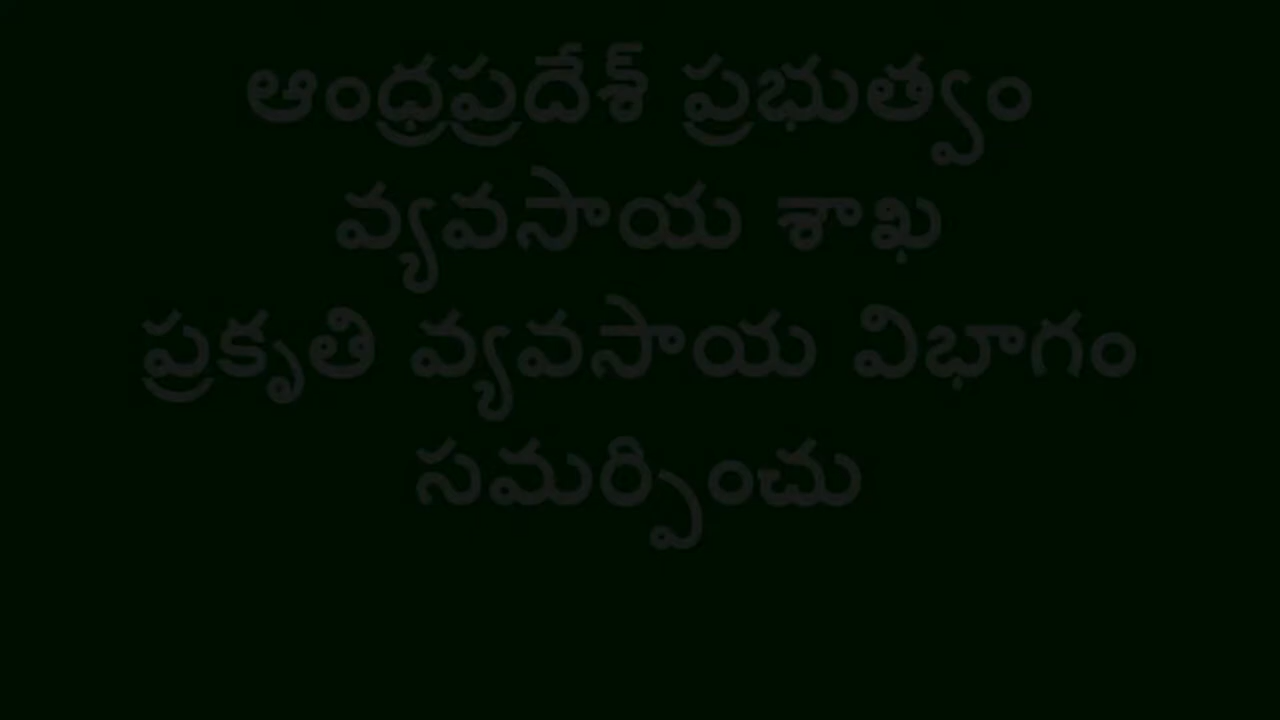 ఆంధ్రప్రదేశ్ ప్రభుత్వం
వ్యవసాయ శాఖ
ప్రకృతి వ్యవసాయ విభాగం
సమర్పించు